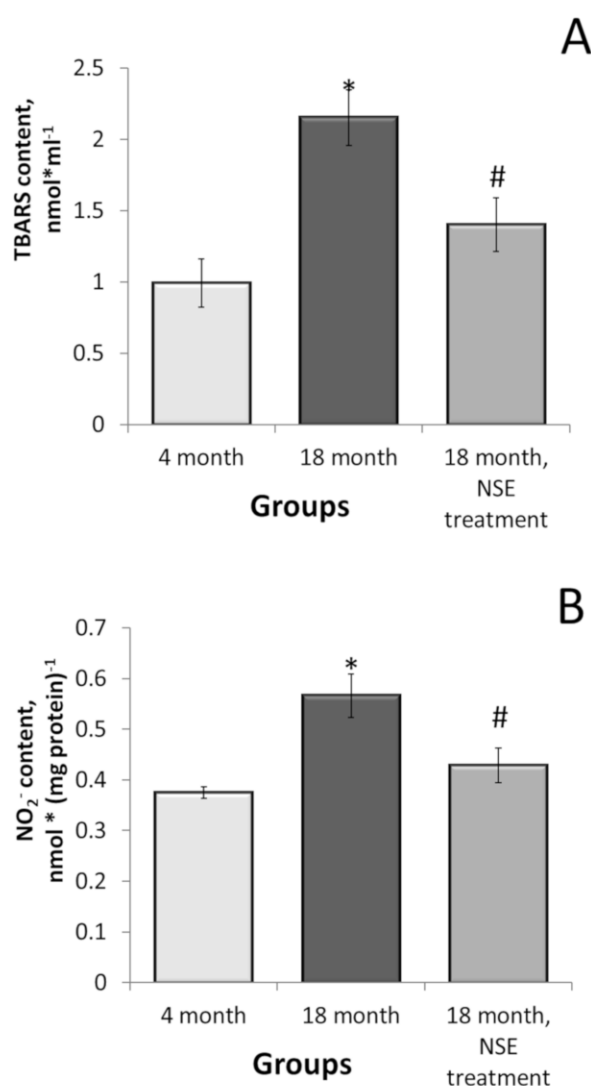 A
TBARS content,
nmol*ml⁻¹
2.5
2
1.5
1
0.5
0
*
#
4 month
18 month
18 month,
NSE
treatment
Groups
B
NO₂⁻ content,
nmol * (mg protein)⁻¹
0.7
0.6
0.5
0.4
0.3
0.2
0.1
0
*
#
4 month
18 month
18 month,
NSE
treatment
Groups